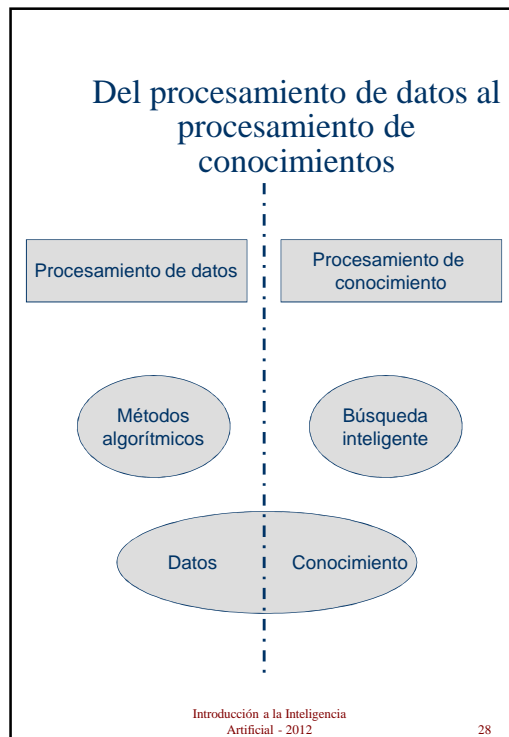 Del procesamiento de datos al
procesamiento de
conocimientos
Procesamiento de datos
Procesamiento de
conocimiento
Métodos
algorítmicos
Búsqueda
inteligente
Datos
Conocimiento
Introducción a la Inteligencia
Artificial - 2012
28